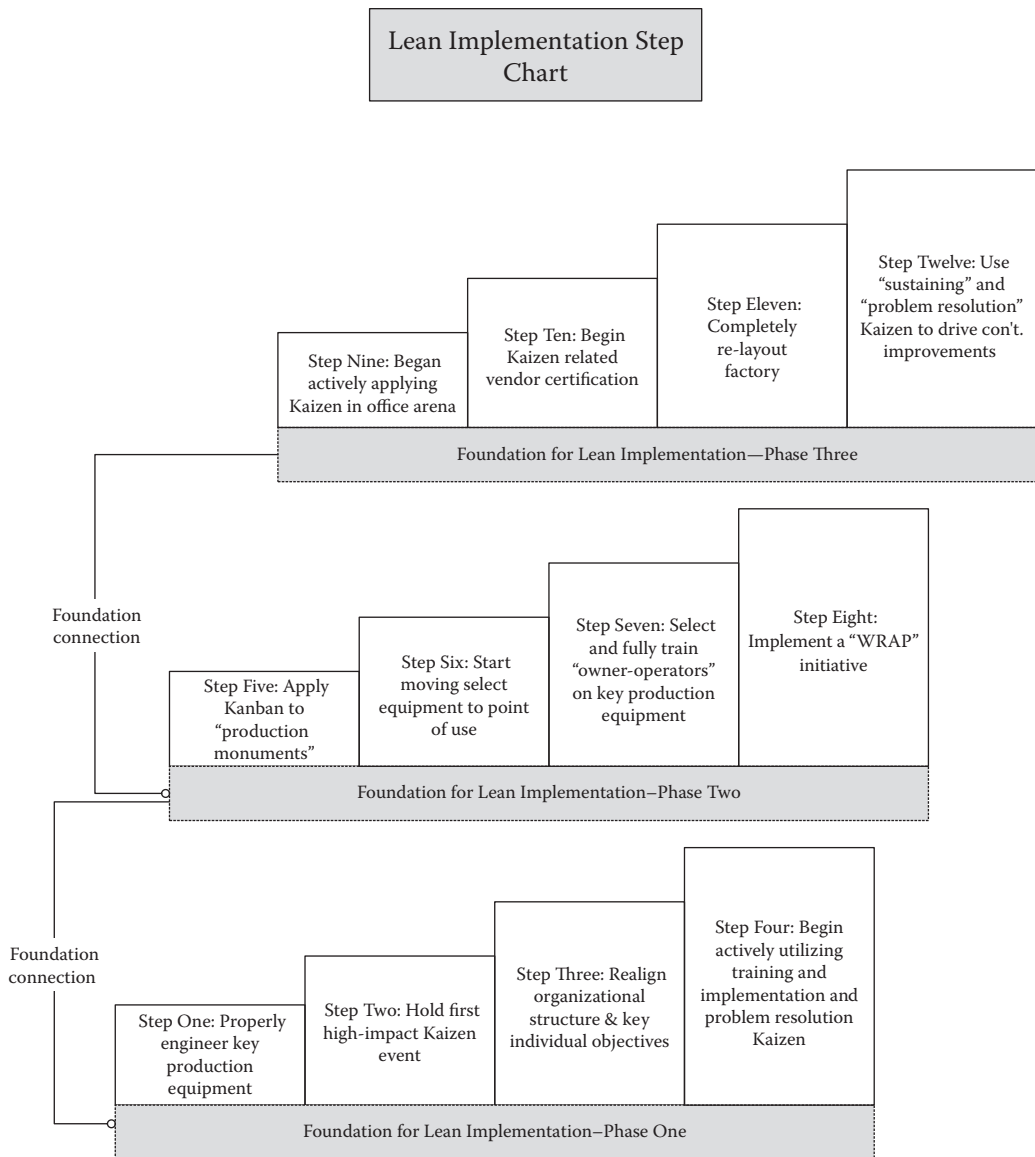 Lean Implementation Step
Chart
Step Twelve: Use
“sustaining” and
“problem resolution”
Kaizen to drive con't.
improvements
Step Eleven:
Completely
re-layout
factory
Step Ten: Begin
Kaizen related
vendor certification
Step Nine: Began
actively applying
Kaizen in office arena
Foundation for Lean Implementation—Phase Three
Foundation
connection
Step Eight:
Implement a “WRAP”
initiative
Step Seven: Select
and fully train
“owner-operators”
on key production
equipment
Step Six: Start
moving select
equipment to point
of use
Step Five: Apply
Kanban to
“production
monuments”
Foundation for Lean Implementation–Phase Two
Foundation
connection
Step Four: Begin
actively utilizing
training and
implementation and
problem resolution
Kaizen
Step Three: Realign
organizational
structure & key
individual objectives
Step Two: Hold first
high-impact Kaizen
event
Step One: Properly
engineer key
production
equipment
Foundation for Lean Implementation–Phase One